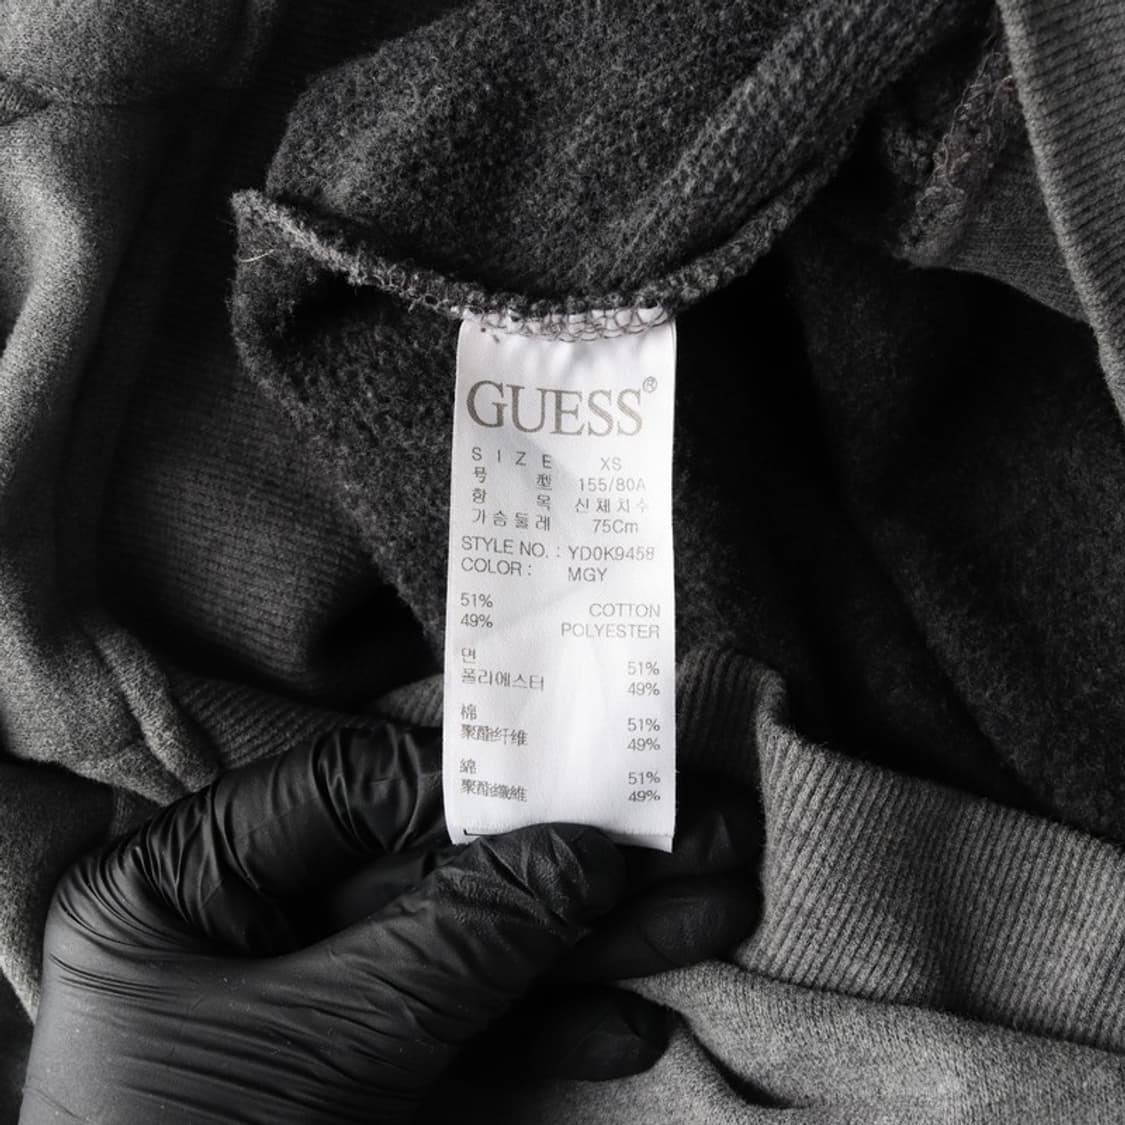 GUESS®
SIZE XS
号型 155/80A
항목 신체치수
가슴둘레 75Cm
STYLE NO. : YD0K9458
COLOR : MGY
51% COTTON
49% POLYESTER
면 51%
폴리에스터 49%
棉 51%
聚酯纤维 49%
綿 51%
聚酯纖維 49%